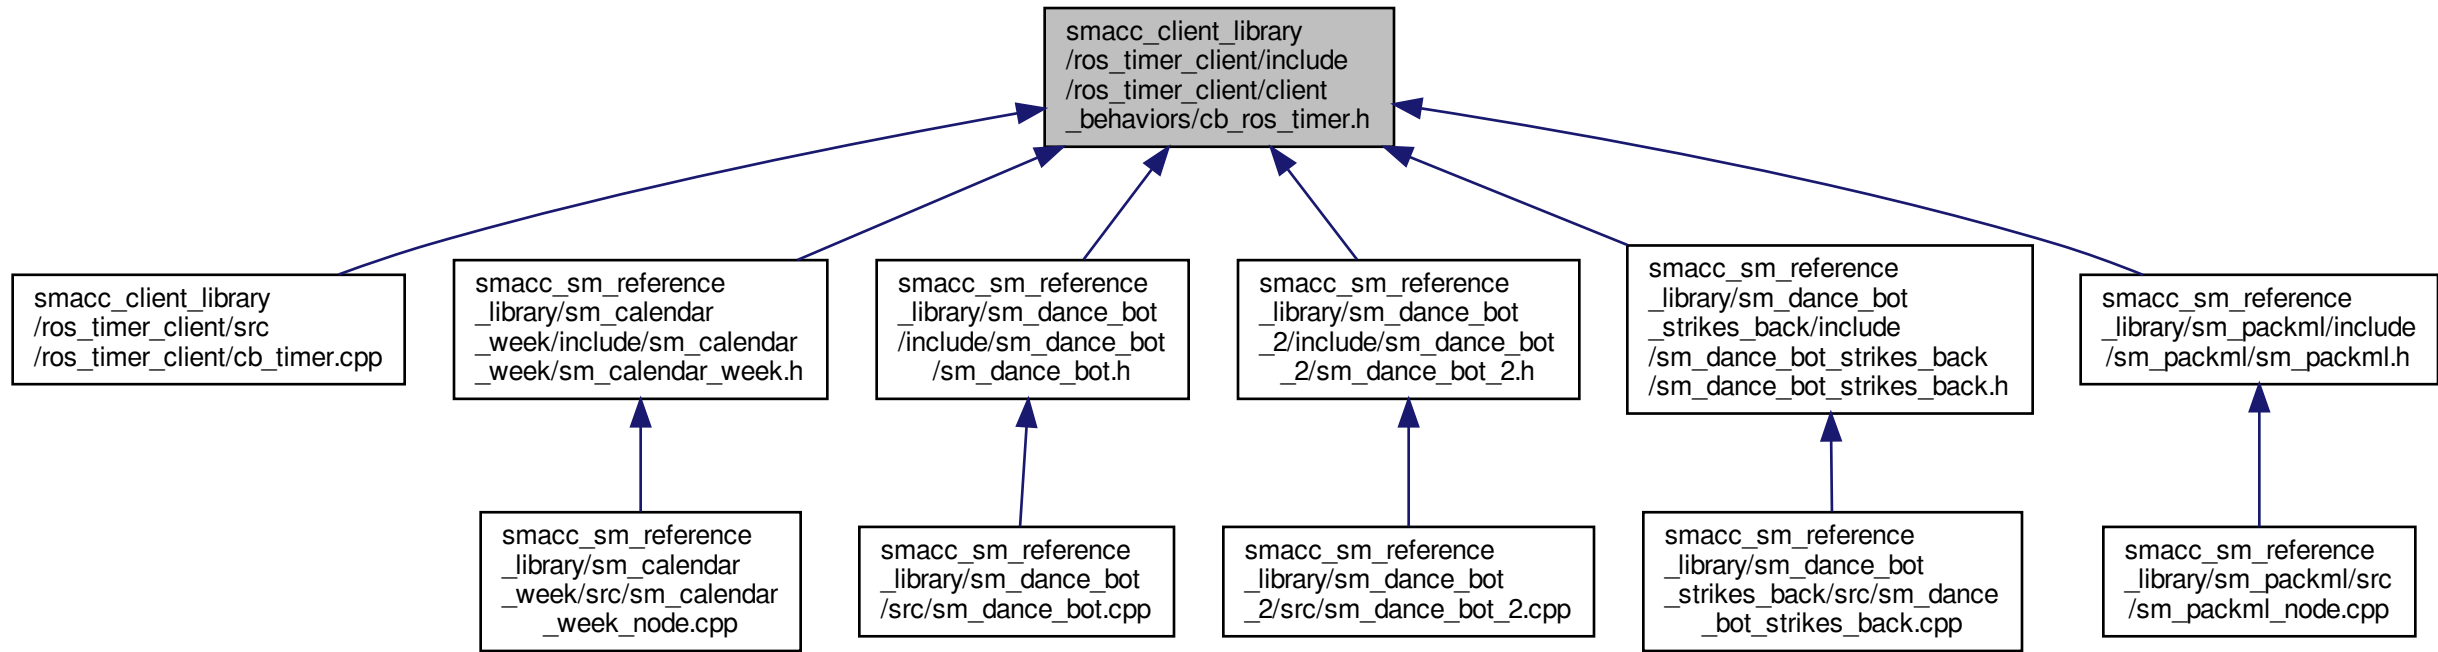 smacc_client_library
/ros_timer_client/include
/ros_timer_client/client
_behaviors/cb_ros_timer.h
smacc_client_library
/ros_timer_client/src
/ros_timer_client/cb_timer.cpp
smacc_sm_reference
_library/sm_calendar
_week/include/sm_calendar
_week/sm_calendar_week.h
smacc_sm_reference
_library/sm_dance_bot
/include/sm_dance_bot
/sm_dance_bot.h
smacc_sm_reference
_library/sm_dance_bot
_2/include/sm_dance_bot
_2/sm_dance_bot_2.h
smacc_sm_reference
_library/sm_dance_bot
_strikes_back/include
/sm_dance_bot_strikes_back
/sm_dance_bot_strikes_back.h
smacc_sm_reference
_library/sm_packml/include
/sm_packml/sm_packml.h
smacc_sm_reference
_library/sm_calendar
_week/src/sm_calendar
_week_node.cpp
smacc_sm_reference
_library/sm_dance_bot
/src/sm_dance_bot.cpp
smacc_sm_reference
_library/sm_dance_bot
_2/src/sm_dance_bot_2.cpp
smacc_sm_reference
_library/sm_dance_bot
_strikes_back/src/sm_dance
_bot_strikes_back.cpp
smacc_sm_reference
_library/sm_packml/src
/sm_packml_node.cpp